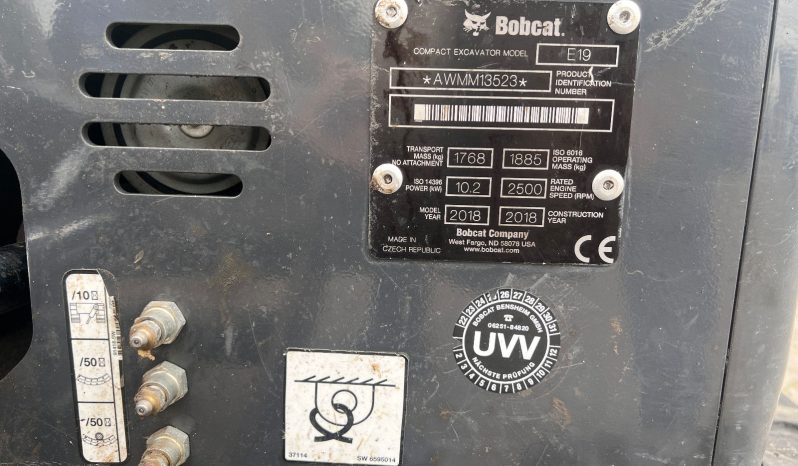 Bobcat.
COMPACT EXCAVATOR MODEL E19
*AWMM13523*
PRODUCT
IDENTIFICATION
NUMBER
TRANSPORT
MASS (kg)
NO ATTACHMENT
1768
1885
ISO 6016
OPERATING
MASS (kg)
ISO 14396
POWER (kW)
10.2
2500
RATED
ENGINE
SPEED (RPM)
MODEL
YEAR
2018
2018
CONSTRUCTION
YEAR
Bobcat Company
MADE IN
CZECH REPUBLIC
West Fargo, ND 58078 USA
www.bobcat.com
CE
/10
/50
/50
22 23 24 26 27 28 29 30 31
BOBCAT BENSHEIM GMBH
06251-84820
UVV
NÄCHSTE PRÜFUNG
1 2 3 4 5 6 7 8 9 10 11 12
37114
SW 6595014